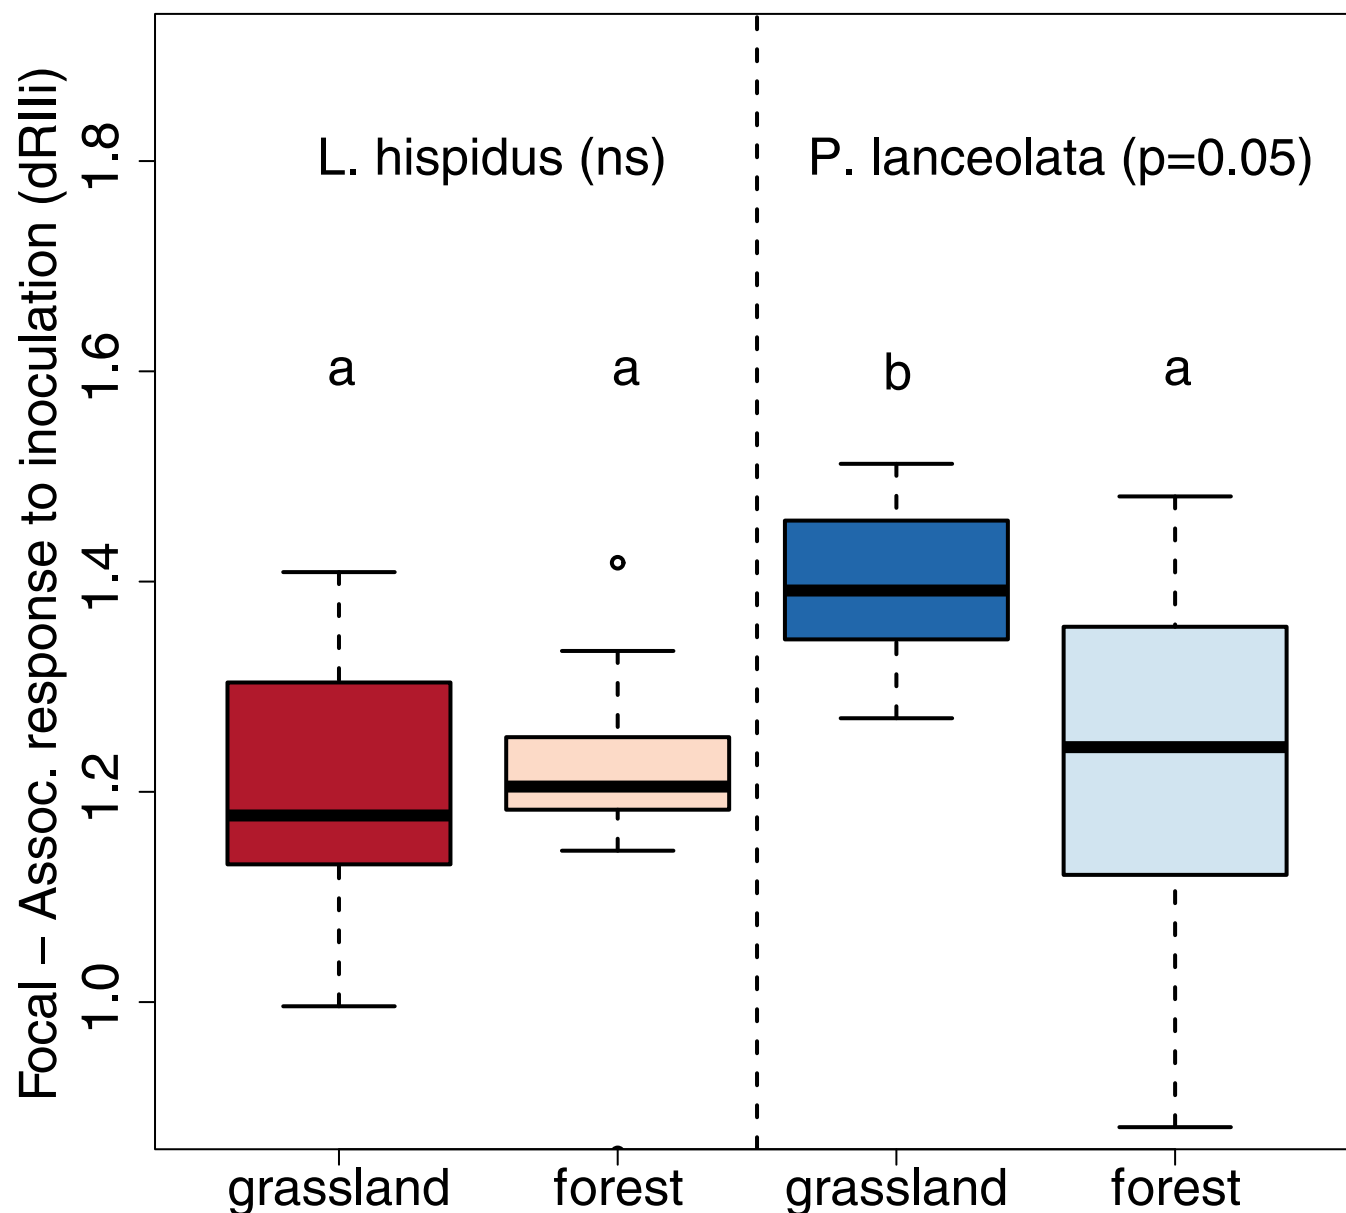 Focal – Assoc. response to inoculation (dRIIi)
1.8
1.6
1.4
1.2
1.0
L. hispidus (ns)
P. lanceolata (p=0.05)
a
a
b
a
grassland
forest
grassland
forest